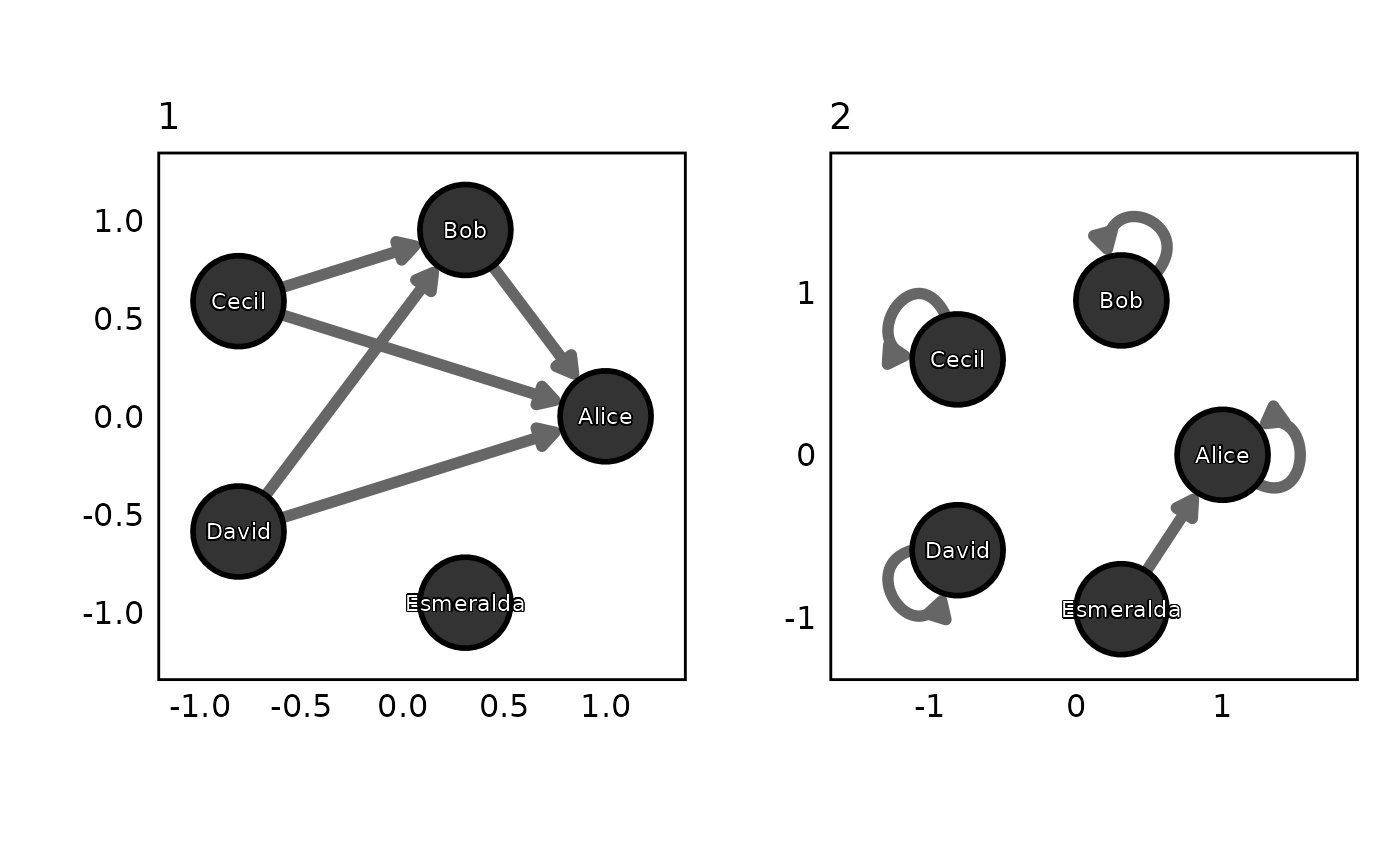 1
1.0
0.5
0.0
-0.5
-1.0
Bob
Cecil
Alice
David
Esmeralda
-1.0 -0.5 0.0 0.5 1.0
2
1
0
-1
Bob
Cecil
Alice
David
Esmeralda
-1 0 1